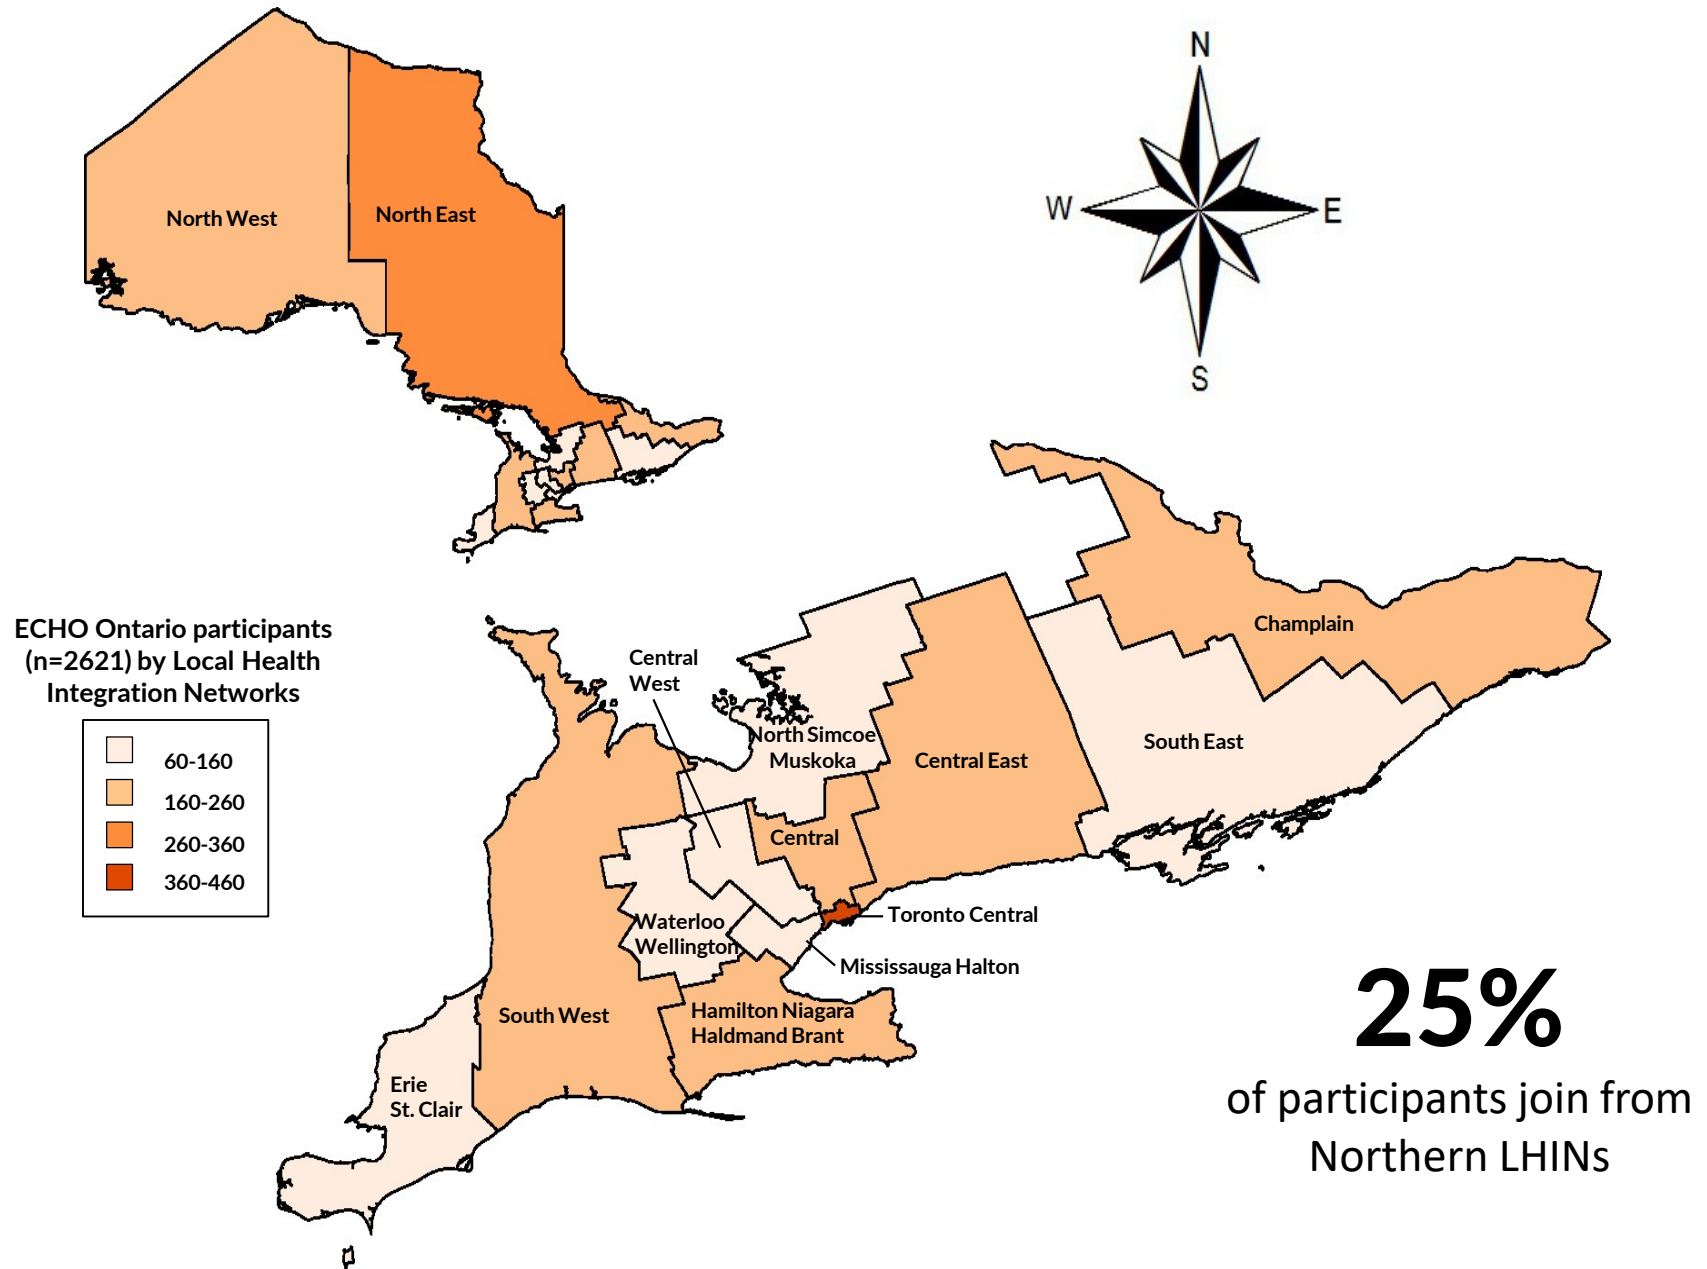 N
W
E
S
North West
North East
ECHO Ontario participants
(n=2621) by Local Health
Integration Networks
60-160
160-260
260-360
360-460
Central
West
North Simcoe
Muskoka
Central East
Champlain
South East
Central
Waterloo
Wellington
Toronto Central
Mississauga Halton
South West
Hamilton Niagara
Haldmand Brant
Erie
St. Clair
25%
of participants join from
Northern LHINs